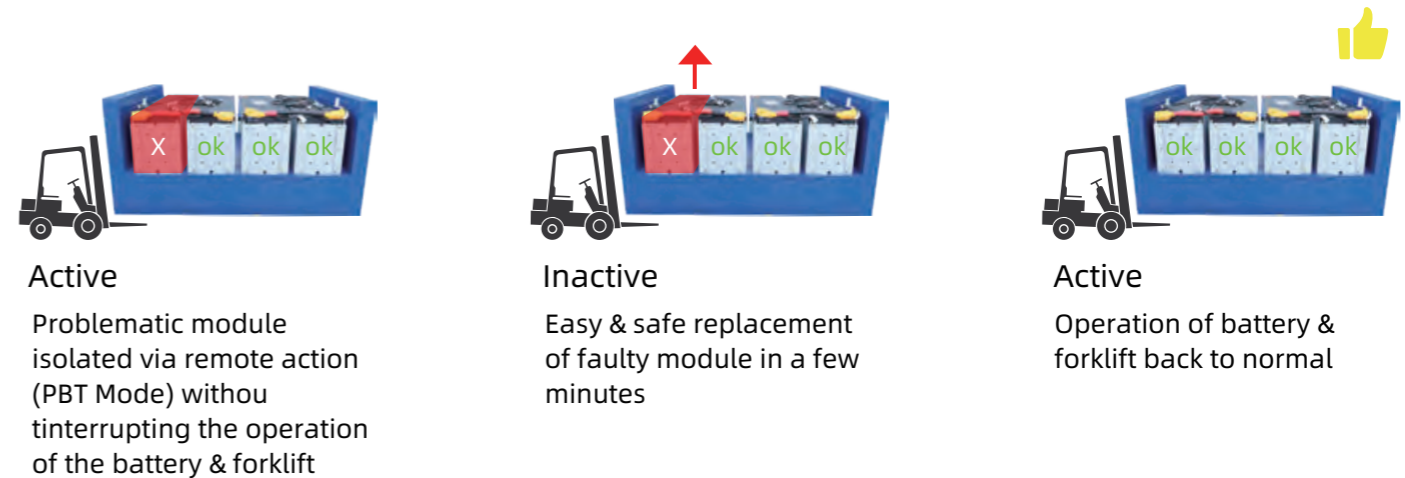 X ok ok ok
X ok ok ok
ok ok ok ok
Active
Problematic module
isolated via remote action
(PBT Mode) withou
tinterrupting the operation
of the battery & forklift
Inactive
Easy & safe replacement
of faulty module in a few
minutes
Active
Operation of battery &
forklift back to normal